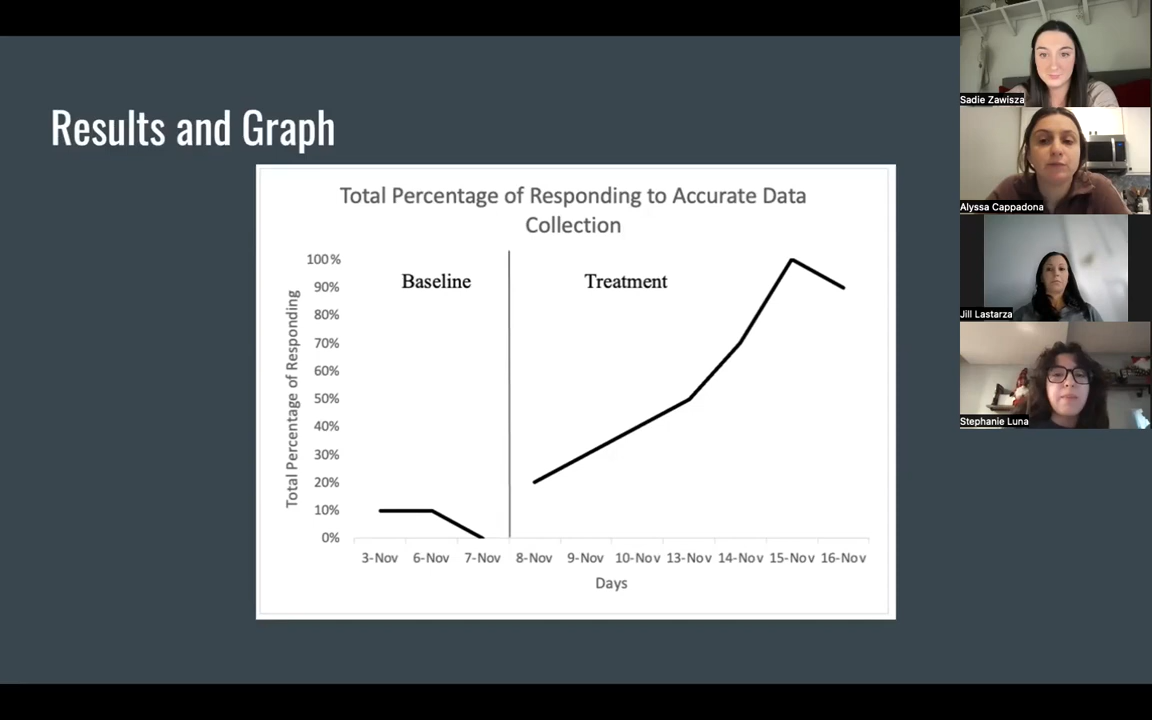 Results and Graph
Total Percentage of Responding to Accurate Data
Collection
Total Percentage of Responding
100%
90%
80%
70%
60%
50%
40%
30%
20%
10%
0%
Baseline
Treatment
3-Nov 6-Nov 7-Nov 8-Nov 9-Nov 10-Nov 13-Nov 14-Nov 15-Nov 16-Nov
Days
Sadie Zawisza
Alyssa Cappadona
Jill Lastarza
Stephanie Luna